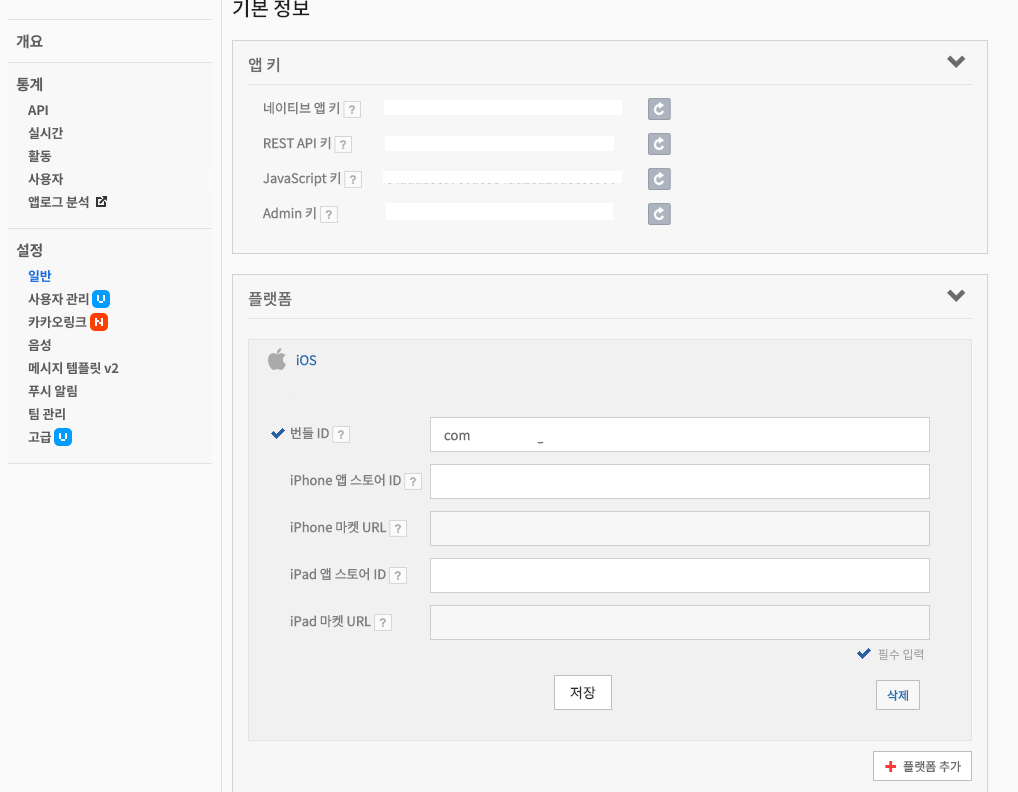 기본 정보
개요
통계
API
실시간
활동
사용자
앱로그 분석
설정
일반
사용자 관리 U
카카오링크 N
음성
메시지 템플릿 v2
푸시 알림
팀 관리
고급 U
앱 키
네이티브 앱 키 ?
REST API 키 ?
JavaScript 키 ?
Admin 키 ?
플랫폼
iOS
번들 ID ? com
iPhone 앱 스토어 ID ?
iPhone 마켓 URL ?
iPad 앱 스토어 ID ?
iPad 마켓 URL ?
필수 입력
저장
삭제
플랫폼 추가